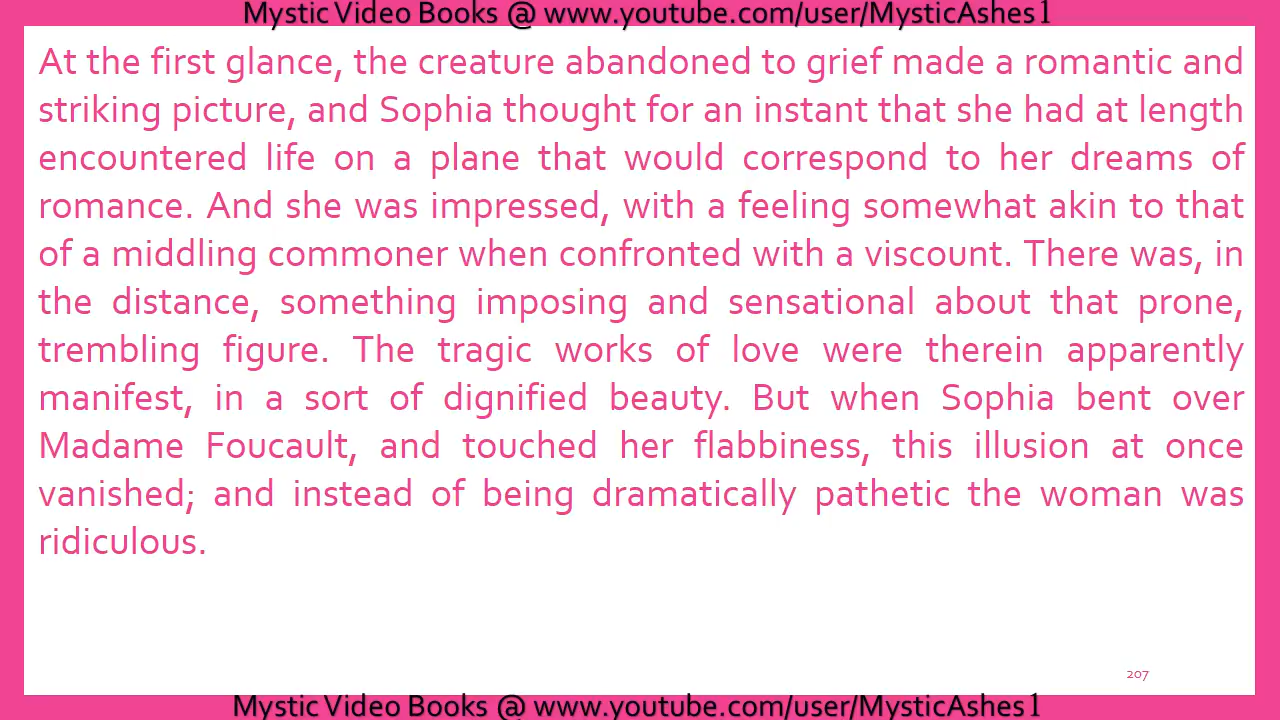 Mystic Video Books @ www.youtube.com/user/MysticAshes1
At the first glance, the creature abandoned to grief made a romantic and
striking picture, and Sophia thought for an instant that she had at length
encountered life on a plane that would correspond to her dreams of
romance. And she was impressed, with a feeling somewhat akin to that
of a middling commoner when confronted with a viscount. There was, in
the distance, something imposing and sensational about that prone,
trembling figure. The tragic works of love were therein apparently
manifest, in a sort of dignified beauty. But when Sophia bent over
Madame Foucault, and touched her flabbiness, this illusion at once
vanished; and instead of being dramatically pathetic the woman was
ridiculous.
207
Mystic Video Books @ www.youtube.com/user/MysticAshes1